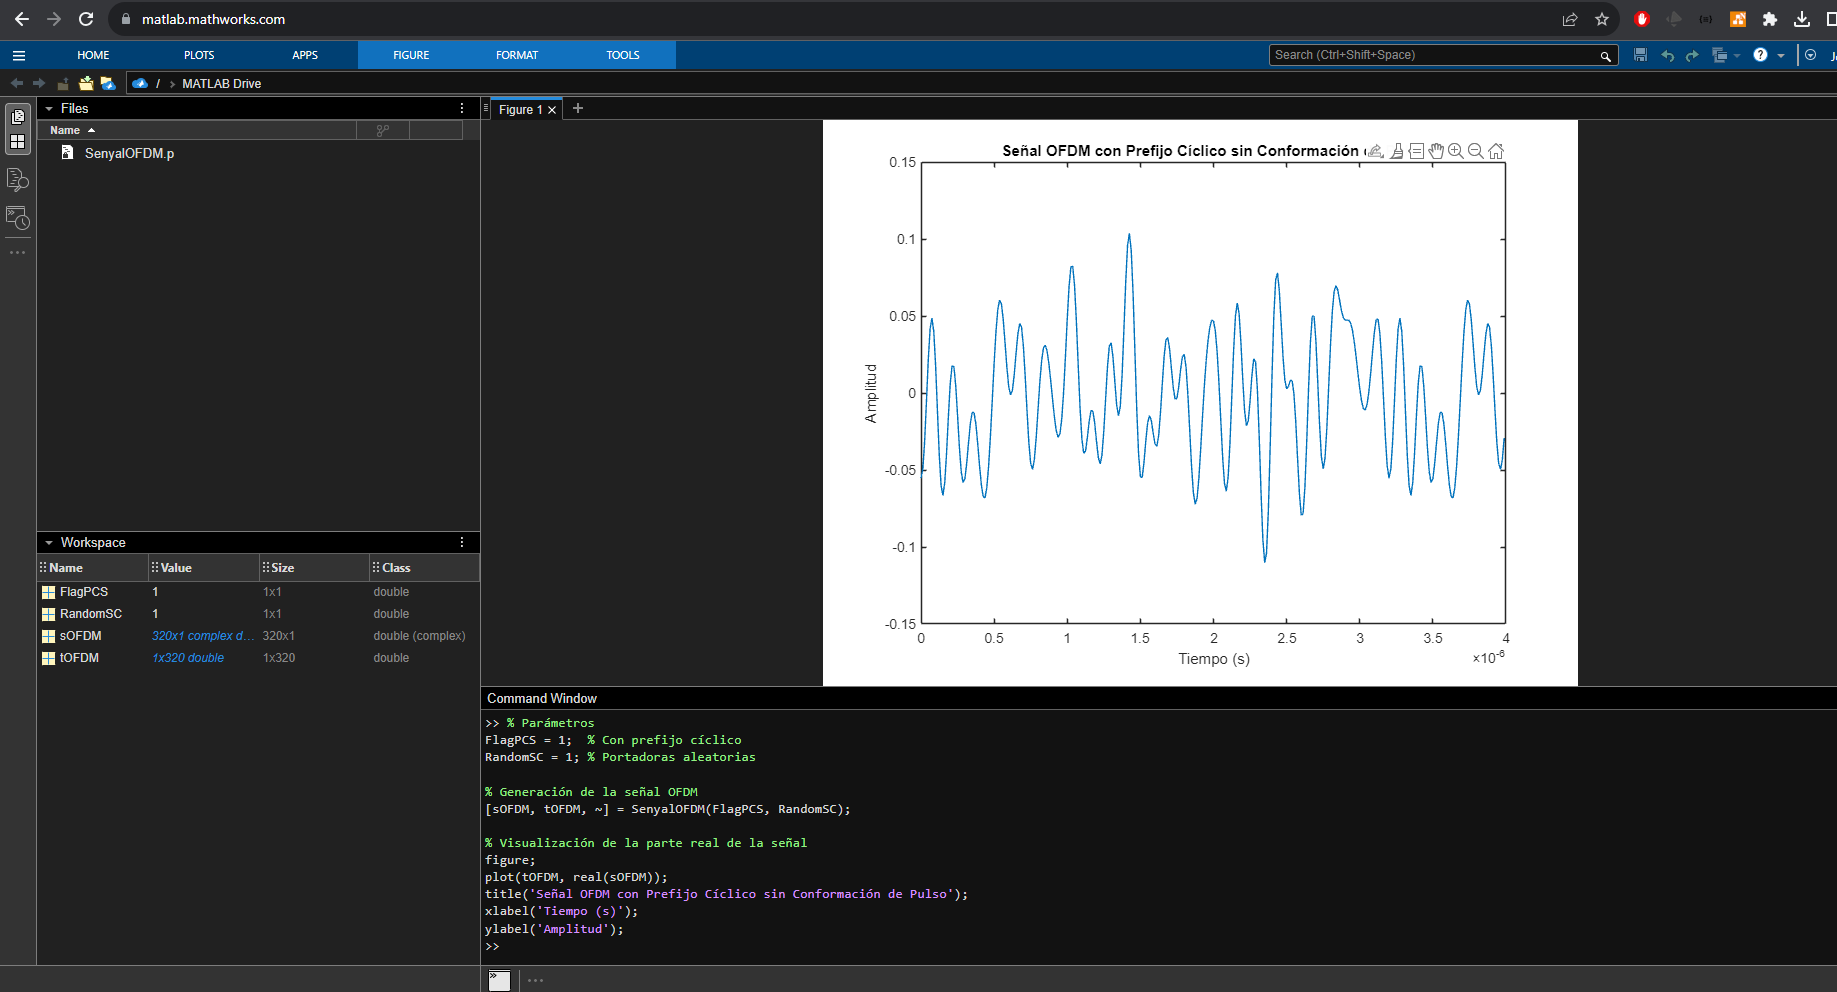 matlab.mathworks.com
HOME PLOTS APPS FIGURE FORMAT TOOLS Search (Ctrl+Shift+Space)
/ > MATLAB Drive
Files
Name
SenyalOFDM.p
Workspace
Name Value Size Class
FlagPCS 1 1x1 double
RandomSC 1 1x1 double
sOFDM 320x1 complex d... 320x1 double (complex)
tOFDM 1x320 double 1x320 double
Figure 1
Señal OFDM con Prefijo Cíclico sin Conformación
0.15
0.1
0.05
0
-0.05
-0.1
-0.15
Amplitud
0 0.5 1 1.5 2 2.5 3 3.5 4
Tiempo (s)
×10-6
Command Window
>> % Parámetros
FlagPCS = 1;  % Con prefijo cíclico
RandomSC = 1; % Portadoras aleatorias
% Generación de la señal OFDM
[sOFDM, tOFDM, ~] = SenyalOFDM(FlagPCS, RandomSC);
% Visualización de la parte real de la señal
figure;
plot(tOFDM, real(sOFDM));
title('Señal OFDM con Prefijo Cíclico sin Conformación de Pulso');
xlabel('Tiempo (s)');
ylabel('Amplitud');
>>